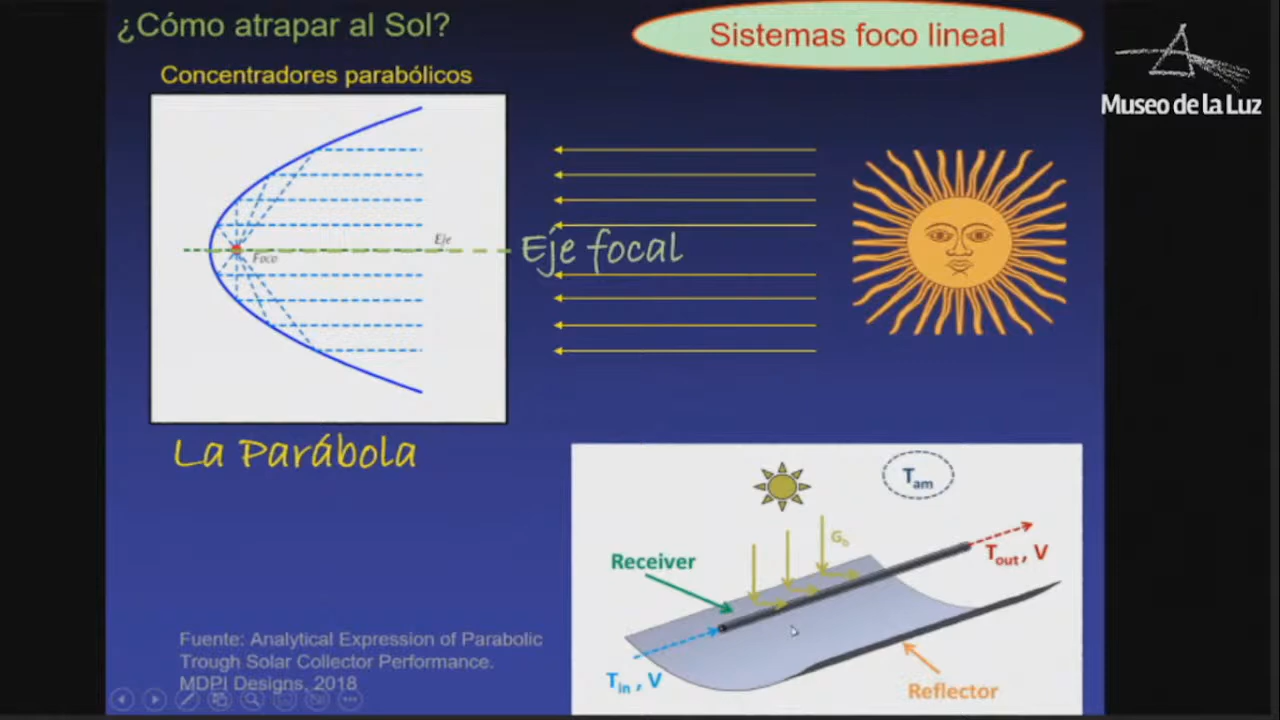 ¿Cómo atrapar al Sol?
Sistemas foco lineal
Museo de la Luz
Concentradores parabólicos
Eje
Foco
Eje focal
La Parábola
Tam
Gb
Receiver
Tout, V
Tin, V
Reflector
Fuente: Analytical Expression of Parabolic
Trough Solar Collector Performance.
MDPI Designs, 2018